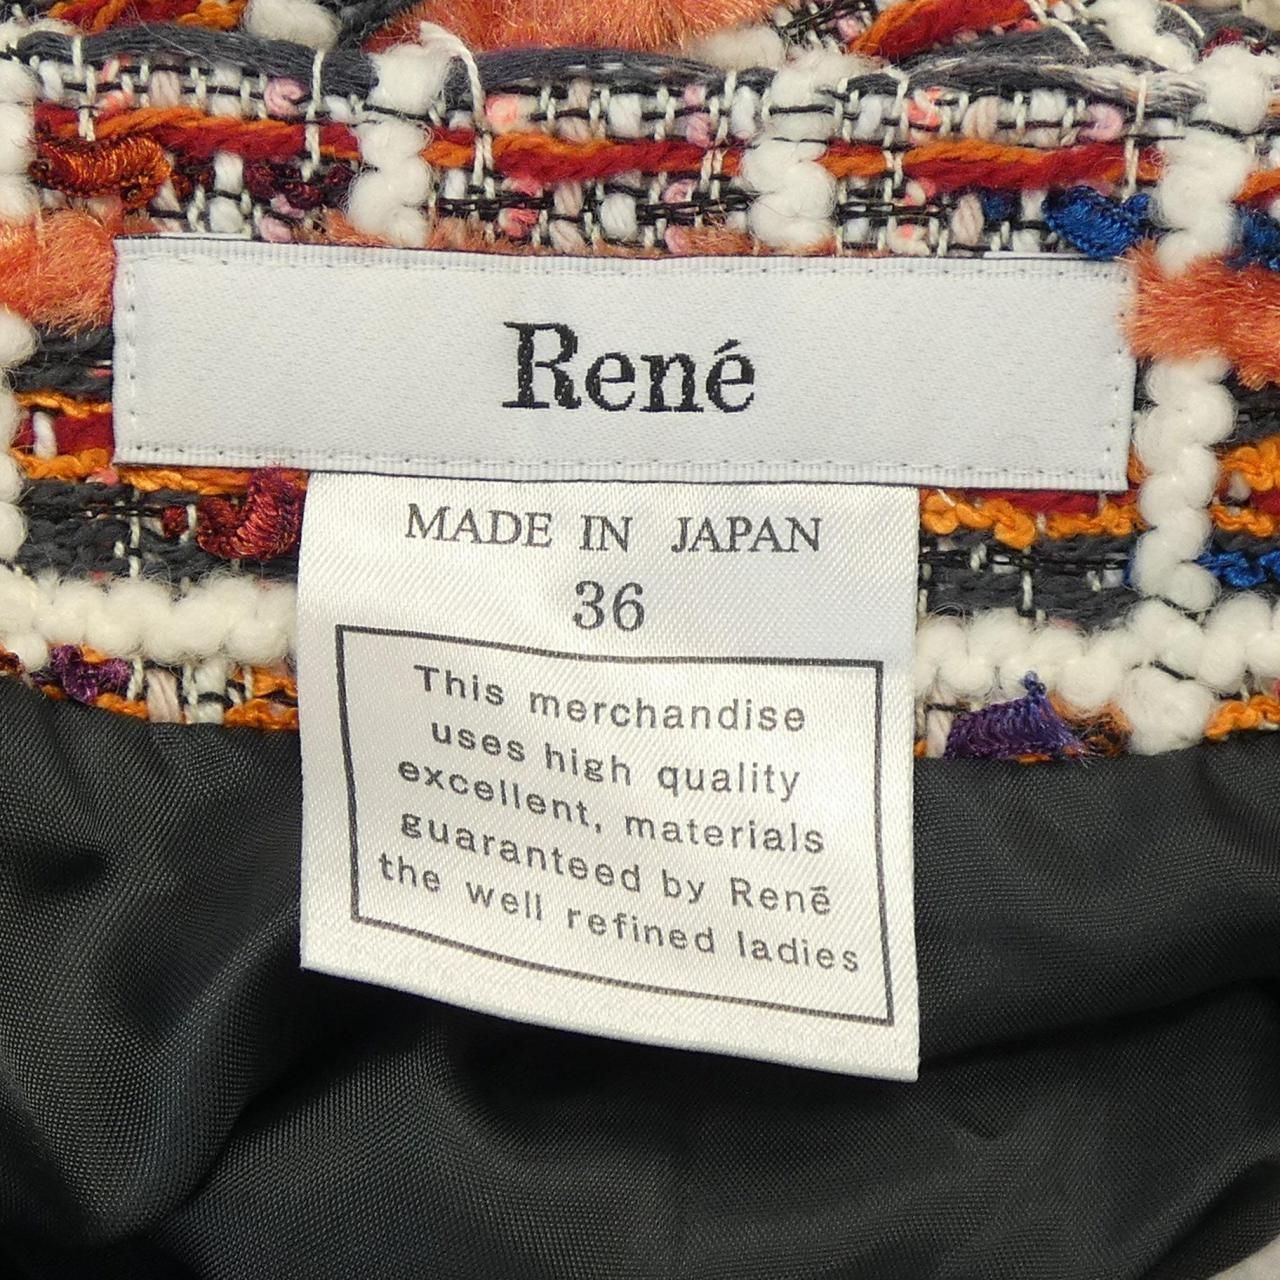 René
MADE IN JAPAN
36
This merchandise
uses high quality
excellent, materials
guaranteed by Renē
the well refined ladies